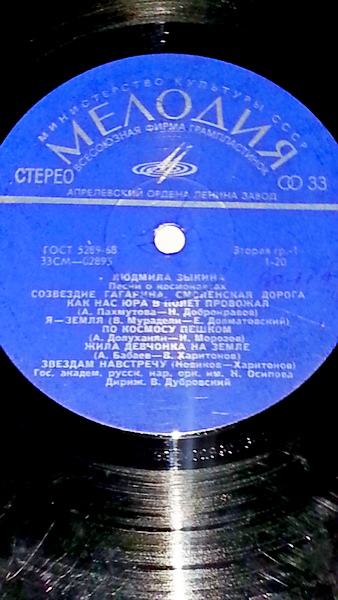 МИНИСТЕРСТВО КУЛЬТУРЫ СССР
МЕЛОДИЯ
ВСЕСОЮЗНАЯ ФИРМА ГРАМПЛАСТИНОК
СТЕРЕО
33
АПРЕЛЕВСКИЙ ОРДЕНА ЛЕНИНА ЗАВОД
ГОСТ 5289-68
Вторая гр.-1
33СМ—02895
1-20
ЛЮДМИЛА ЗЫКИНА
Песни о космонавтах
СОЗВЕЗДИЕ ГАГАРИНА, СМОЛЕНСКАЯ ДОРОГА
КАК НАС ЮРА В ПОЛЕТ ПРОВОЖАЛ
(А. Пахмутова—Н. Добронравов)
Я—ЗЕМЛЯ (В. Мурадели—Е. Долматовский)
ПО КОСМОСУ ПЕШКОМ
(А. Долуханян—И. Морозов)
ЖИЛА ДЕВЧОНКА НА ЗЕМЛЕ
(А. Бабаев—В. Харитонов)
ЗВЕЗДАМ НАВСТРЕЧУ (Новиков—Харитонов)
Гос. академ. русск. нар. орк. им. Н. Осипова
Дириж. В. Дубровский